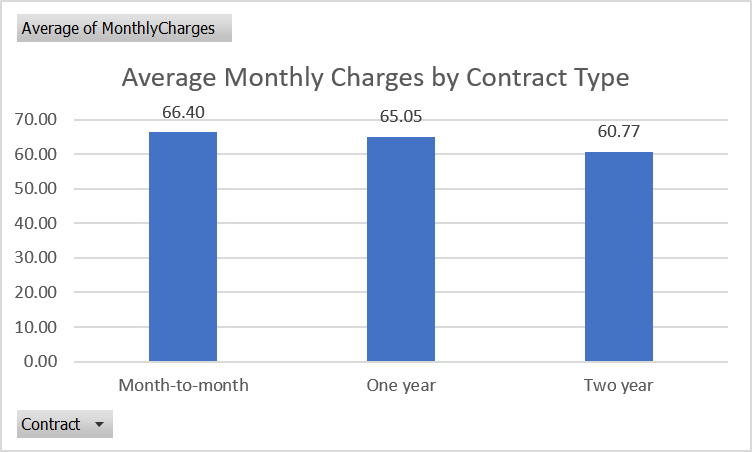 Average of MonthlyCharges
Average Monthly Charges by Contract Type
70.00
60.00
50.00
40.00
30.00
20.00
10.00
0.00
66.40
65.05
60.77
Month-to-month
One year
Two year
Contract